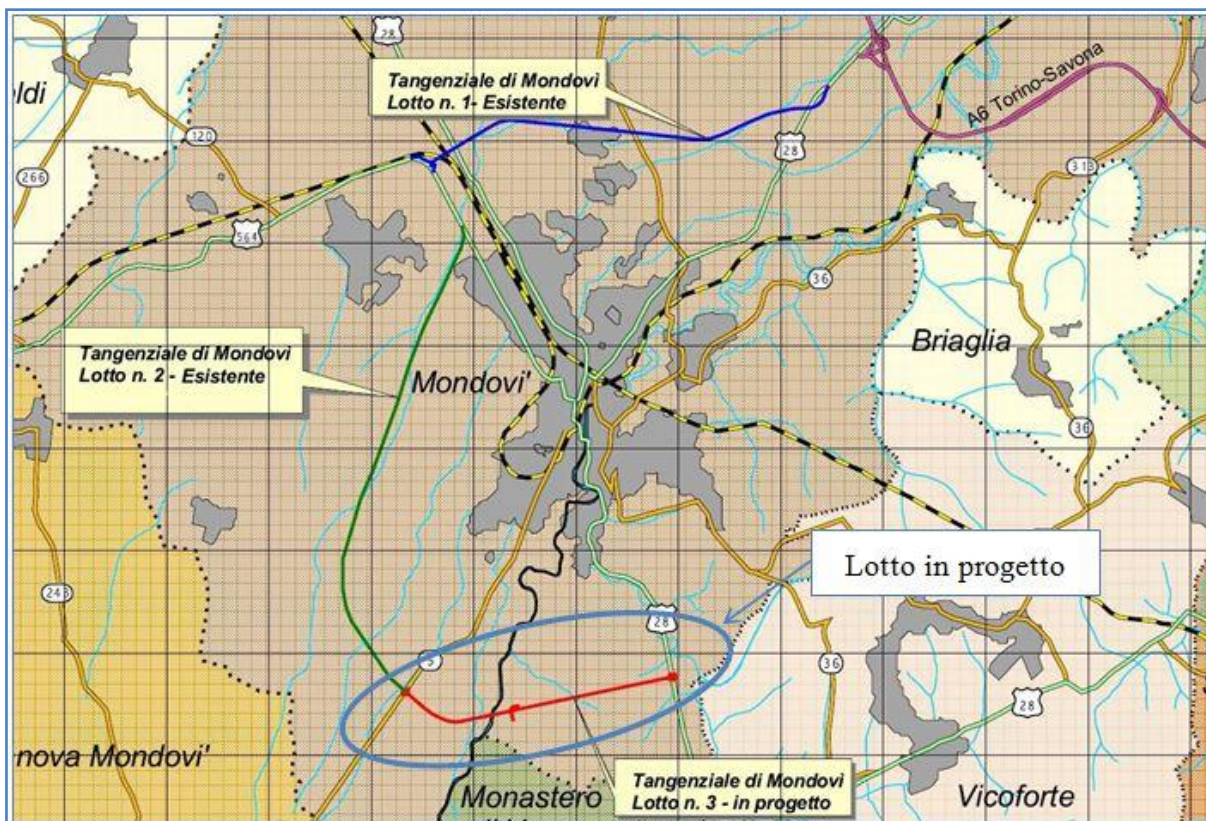 28
Tangenziale di Mondovì
Lotto n. 1- Esistente
A6 Torino-Savona
ldi
120
28
313
266
564
36
Tangenziale di Mondovì
Lotto n. 2 - Esistente
Mondovi'
Briaglia
36
Lotto in progetto
243
28
5
36
28
nova Mondovi'
Monastero
Tangenziale di Mondovì
Lotto n. 3 - in progetto
Vicoforte